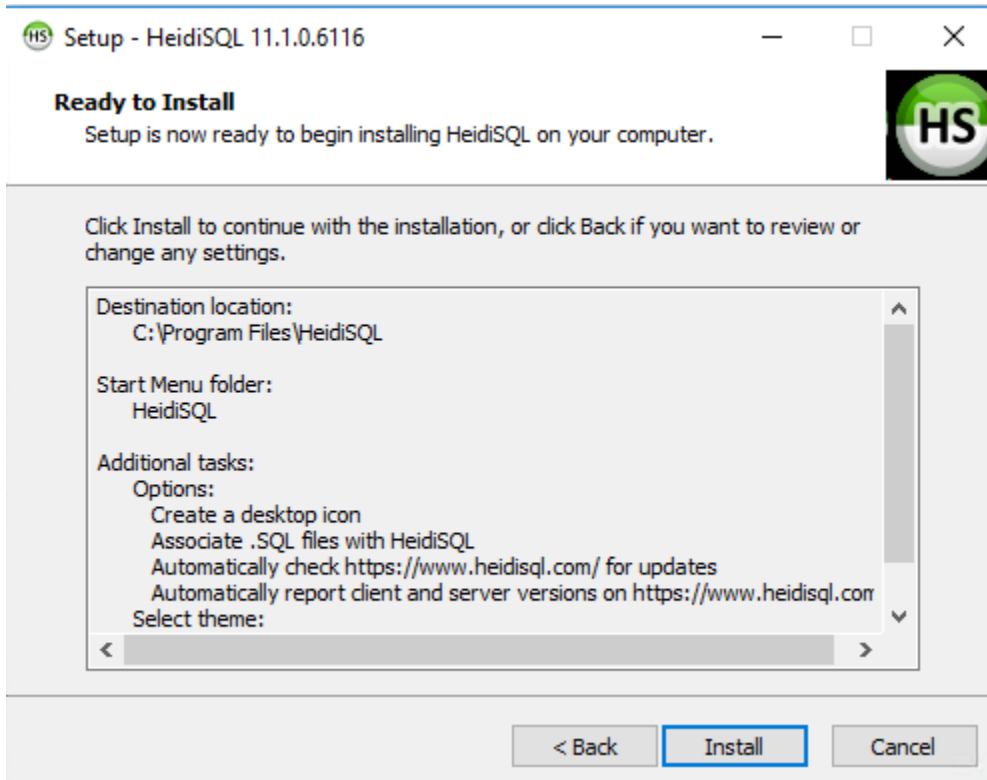 HS Setup - HeidiSQL 11.1.0.6116
Ready to Install
Setup is now ready to begin installing HeidiSQL on your computer.
HS
Click Install to continue with the installation, or click Back if you want to review or
change any settings.
Destination location:
C:\Program Files\HeidiSQL
Start Menu folder:
HeidiSQL
Additional tasks:
Options:
Create a desktop icon
Associate .SQL files with HeidiSQL
Automatically check https://www.heidisql.com/ for updates
Automatically report client and server versions on https://www.heidisql.com
Select theme:
< Back Install Cancel